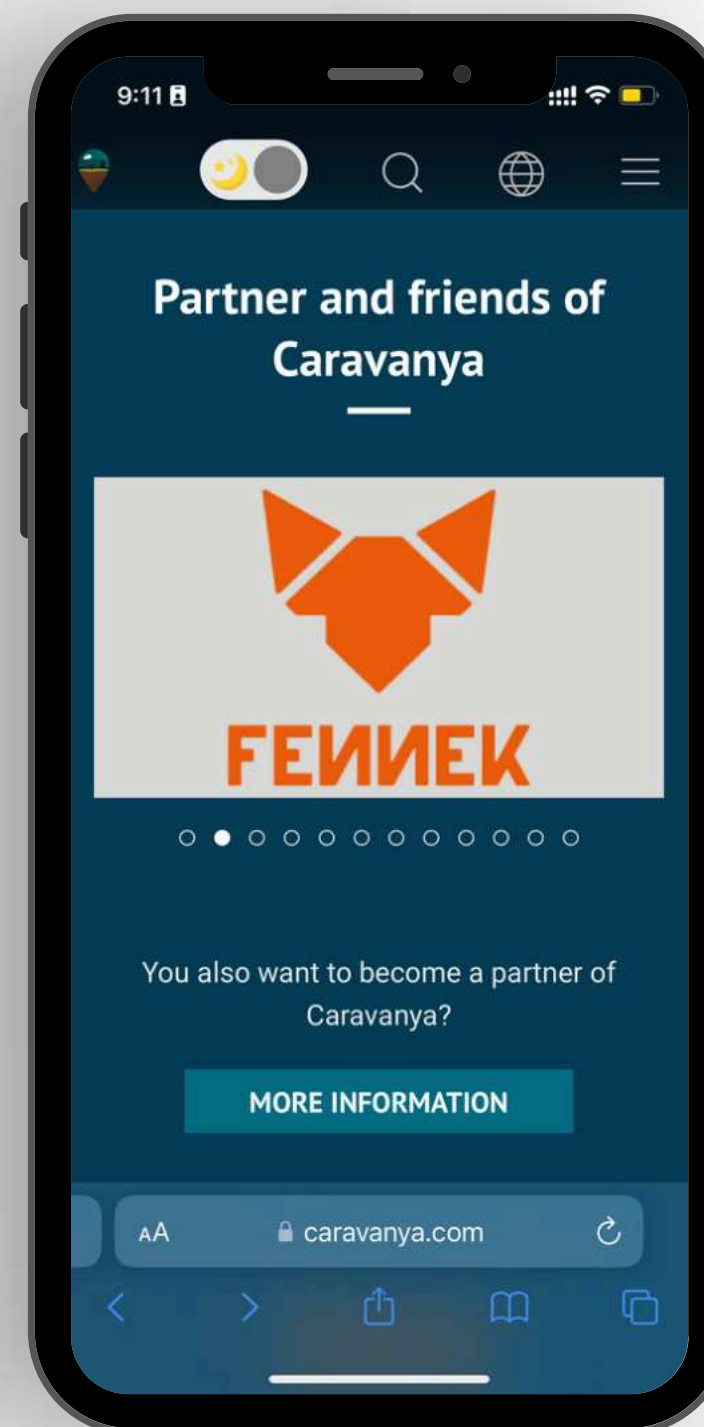 9:11
Partner and friends of
Caravanya
FEИИEK
You also want to become a partner of
Caravanya?
MORE INFORMATION
AA
caravanya.com